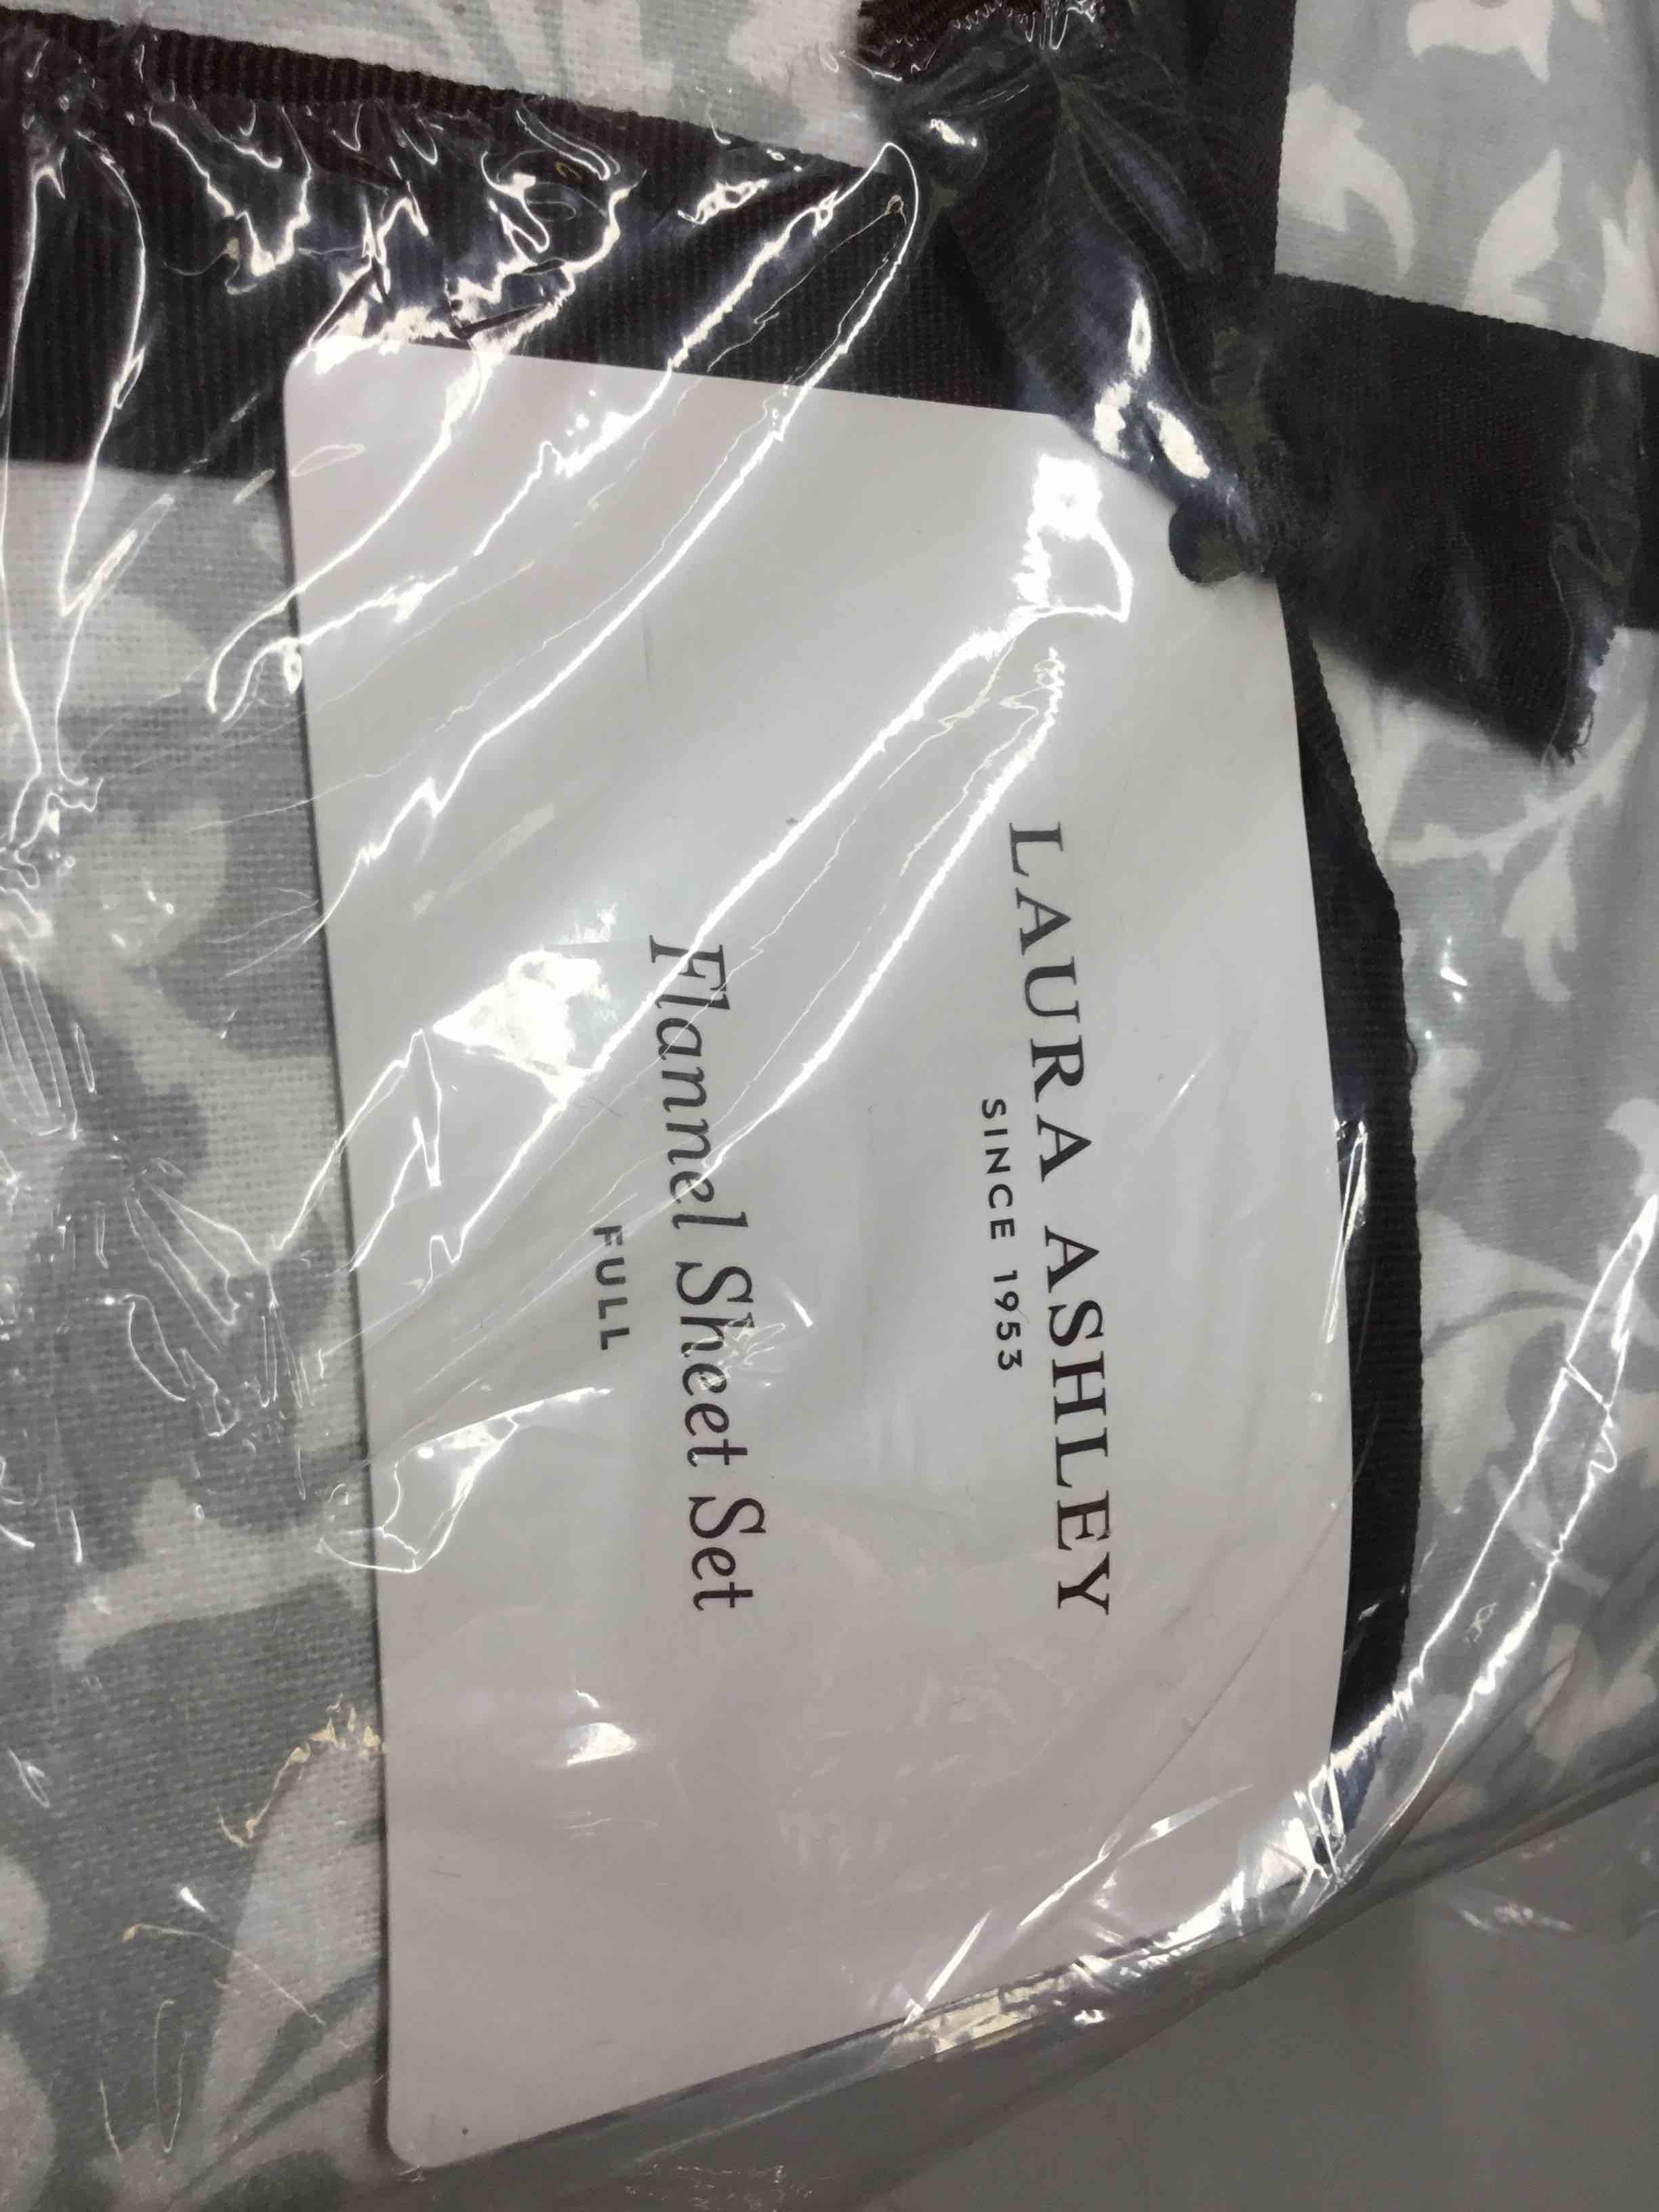 LAURA ASHLEY
SINCE 1953
Flannel Sheet Set
FULL